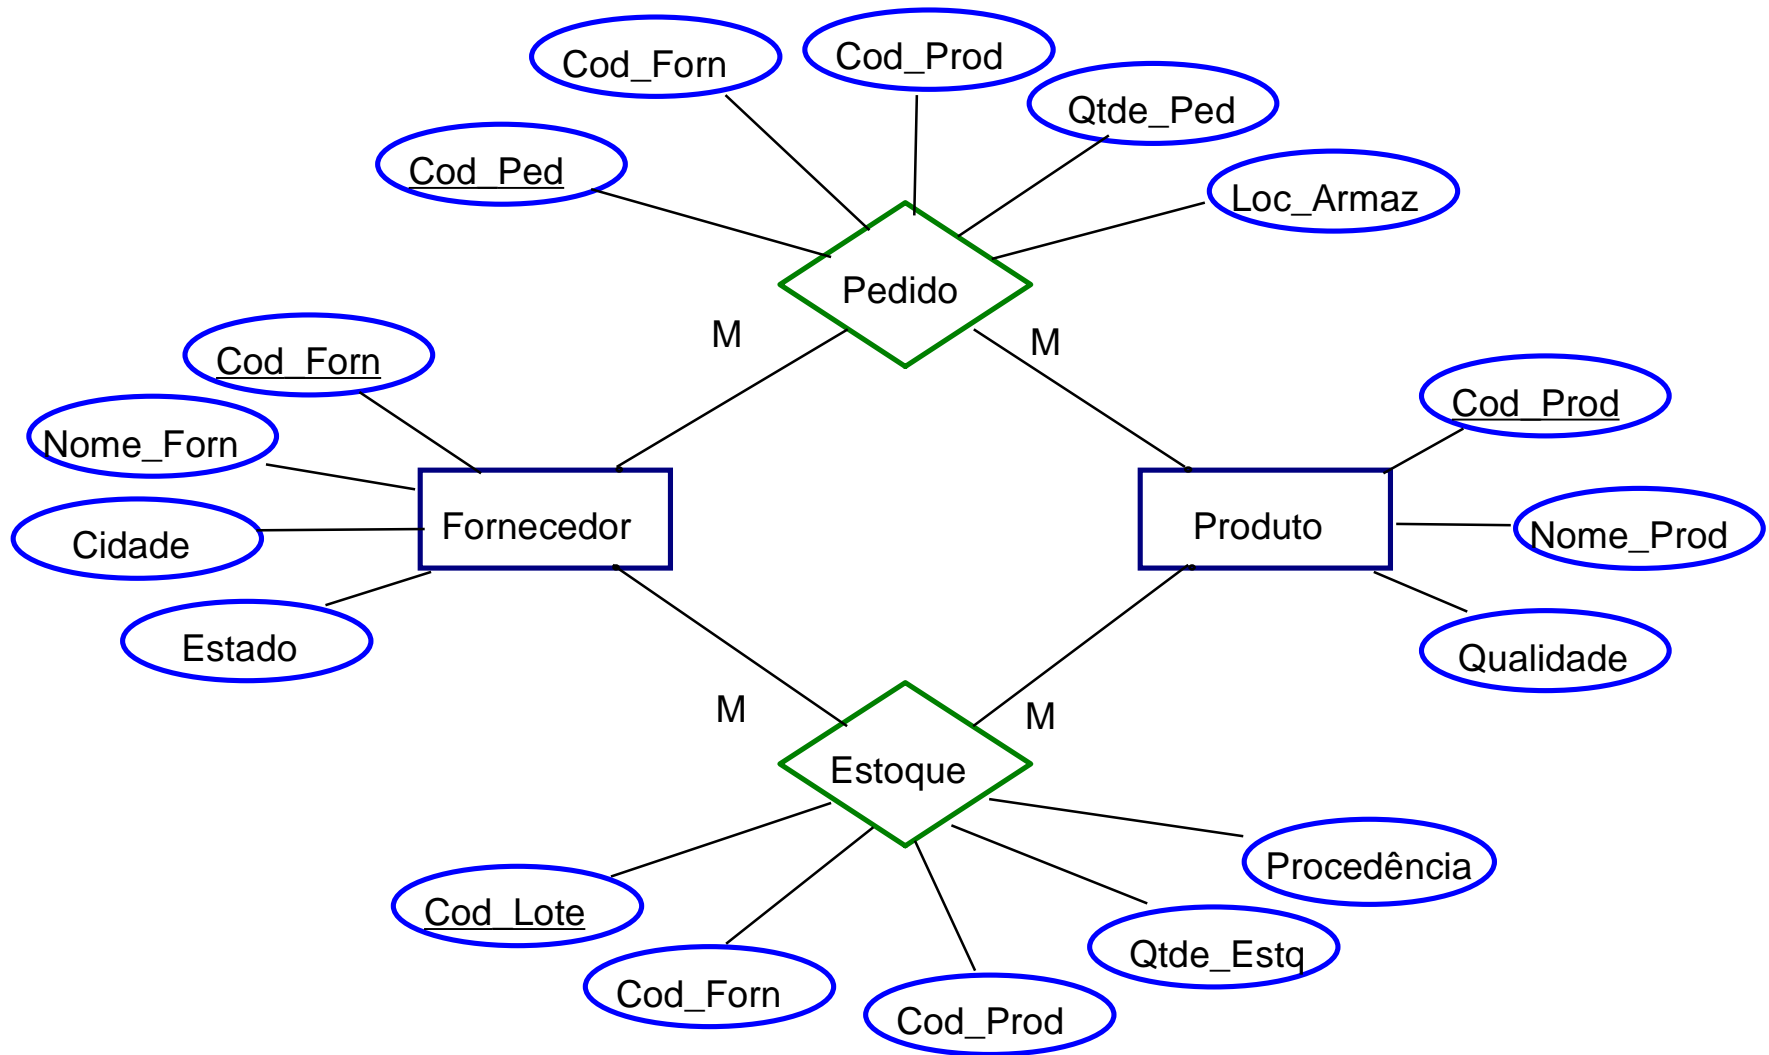 Cod_Prod
Cod_Forn
Qtde_Ped
Cod_Ped
Loc_Armaz
Pedido
M
M
Cod_Forn
Cod_Prod
Nome_Forn
Fornecedor
Produto
Nome_Prod
Cidade
Estado
Qualidade
M
M
Estoque
Procedência
Cod_Lote
Qtde_Estq
Cod_Forn
Cod_Prod